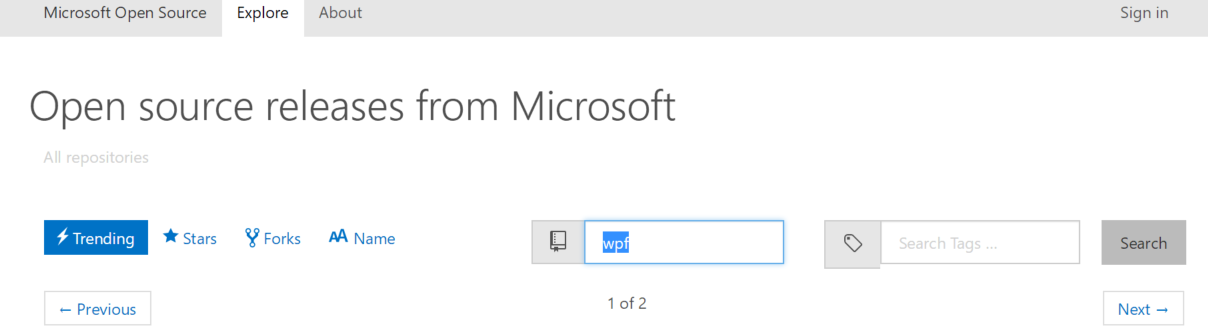 Microsoft Open Source Explore About Sign in
Open source releases from Microsoft
All repositories
Trending Stars Forks AA Name wpf Search Tags ... Search
← Previous 1 of 2 Next →